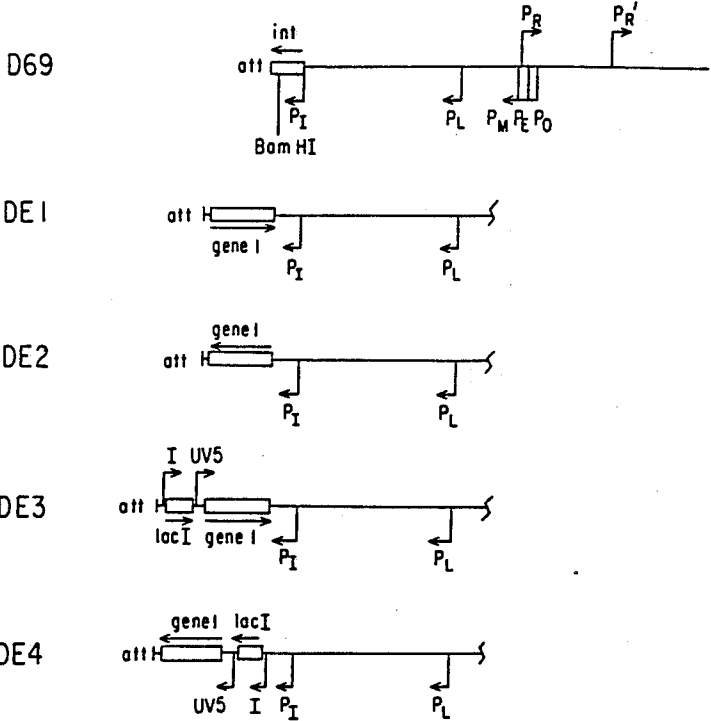 D69
int
att
P_I
Bam HI
P_L
P_R
P_M P_E P_O
P_R'
DE1
att
gene 1
P_I
P_L
DE2
gene 1
att
P_I
P_L
DE3
I UV5
att
lacI gene 1
P_I
P_L
DE4
gene 1 lacI
att
UV5 I P_I
P_L